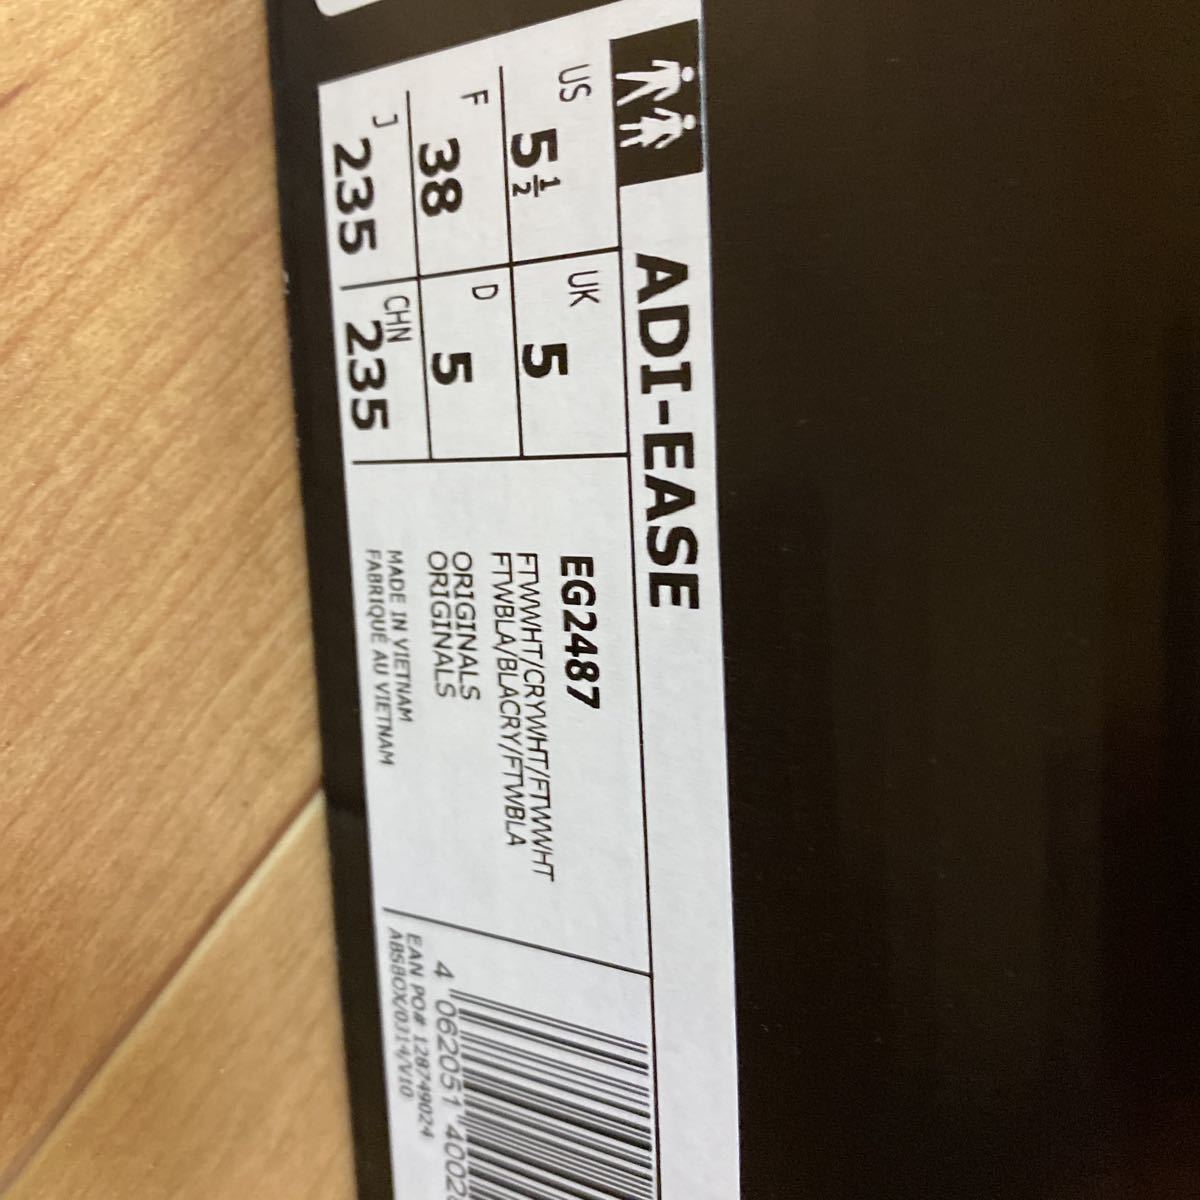 ADI-EASE
US 5½
UK 5
F 38
D 5
J 235
CHN 235
EG2487
FTWWHT/CRYWHT/FTWWHT
FTWBLA/BLACRY/FTWBLA
ORIGINALS
ORIGINALS
MADE IN VIETNAM
FABRIQUÉ AU VIETNAM
4 062051 4002
EAN PO# 128749024
ABSBOX/0314/V10